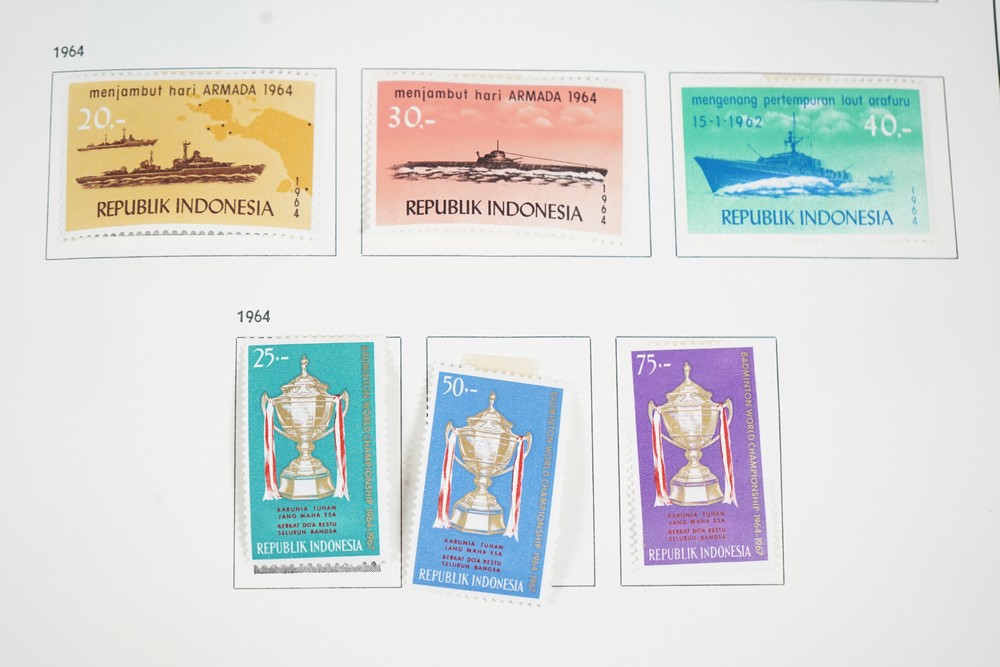 1964
menjambut hari ARMADA 1964
20.-
1964
REPUBLIK INDONESIA
menjambut hari ARMADA 1964
30.-
1964
REPUBLIK INDONESIA
mengenang pertempuran laut arafuru
15-1-1962
40.-
1964
REPUBLIK INDONESIA
1964
25.-
BADMINTON WORLD CHAMPIONSHIP 1964-1967
KARUNIA TUHAN
JANG MAHA ESA
BERKAT DOA RESTU
SELURUH BANGSA
REPUBLIK INDONESIA
50.-
BADMINTON WORLD CHAMPIONSHIP 1964-1967
KARUNIA TUHAN
JANG MAHA ESA
BERKAT DOA RESTU
SELURUH BANGSA
REPUBLIK INDONESIA
75.-
BADMINTON WORLD CHAMPIONSHIP 1964-1967
KARUNIA TUHAN
JANG MAHA ESA
BERKAT DOA RESTU
SELURUH BANGSA
REPUBLIK INDONESIA